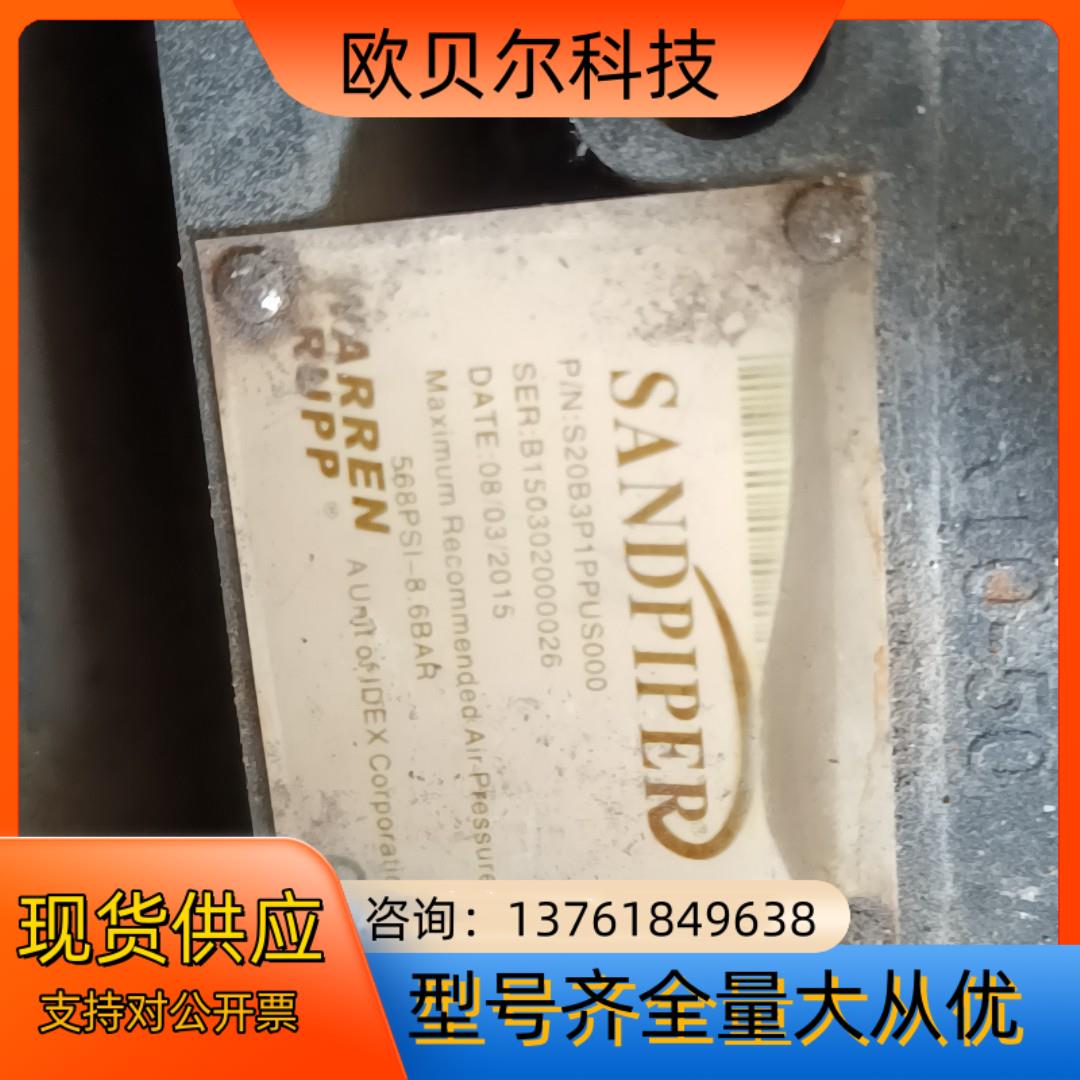 欧贝尔科技
SANDPIPER
P/N:S20B3P1PPUS000
SER:B150302000026
DATE:08/03/2015
Maximum Recommended Air Pressure
568PSI-8.6BAR
WARREN
RUPP®
A Unit of IDEX Corporati
现货供应
支持对公开票
咨询：13761849638
型号齐全量大从优